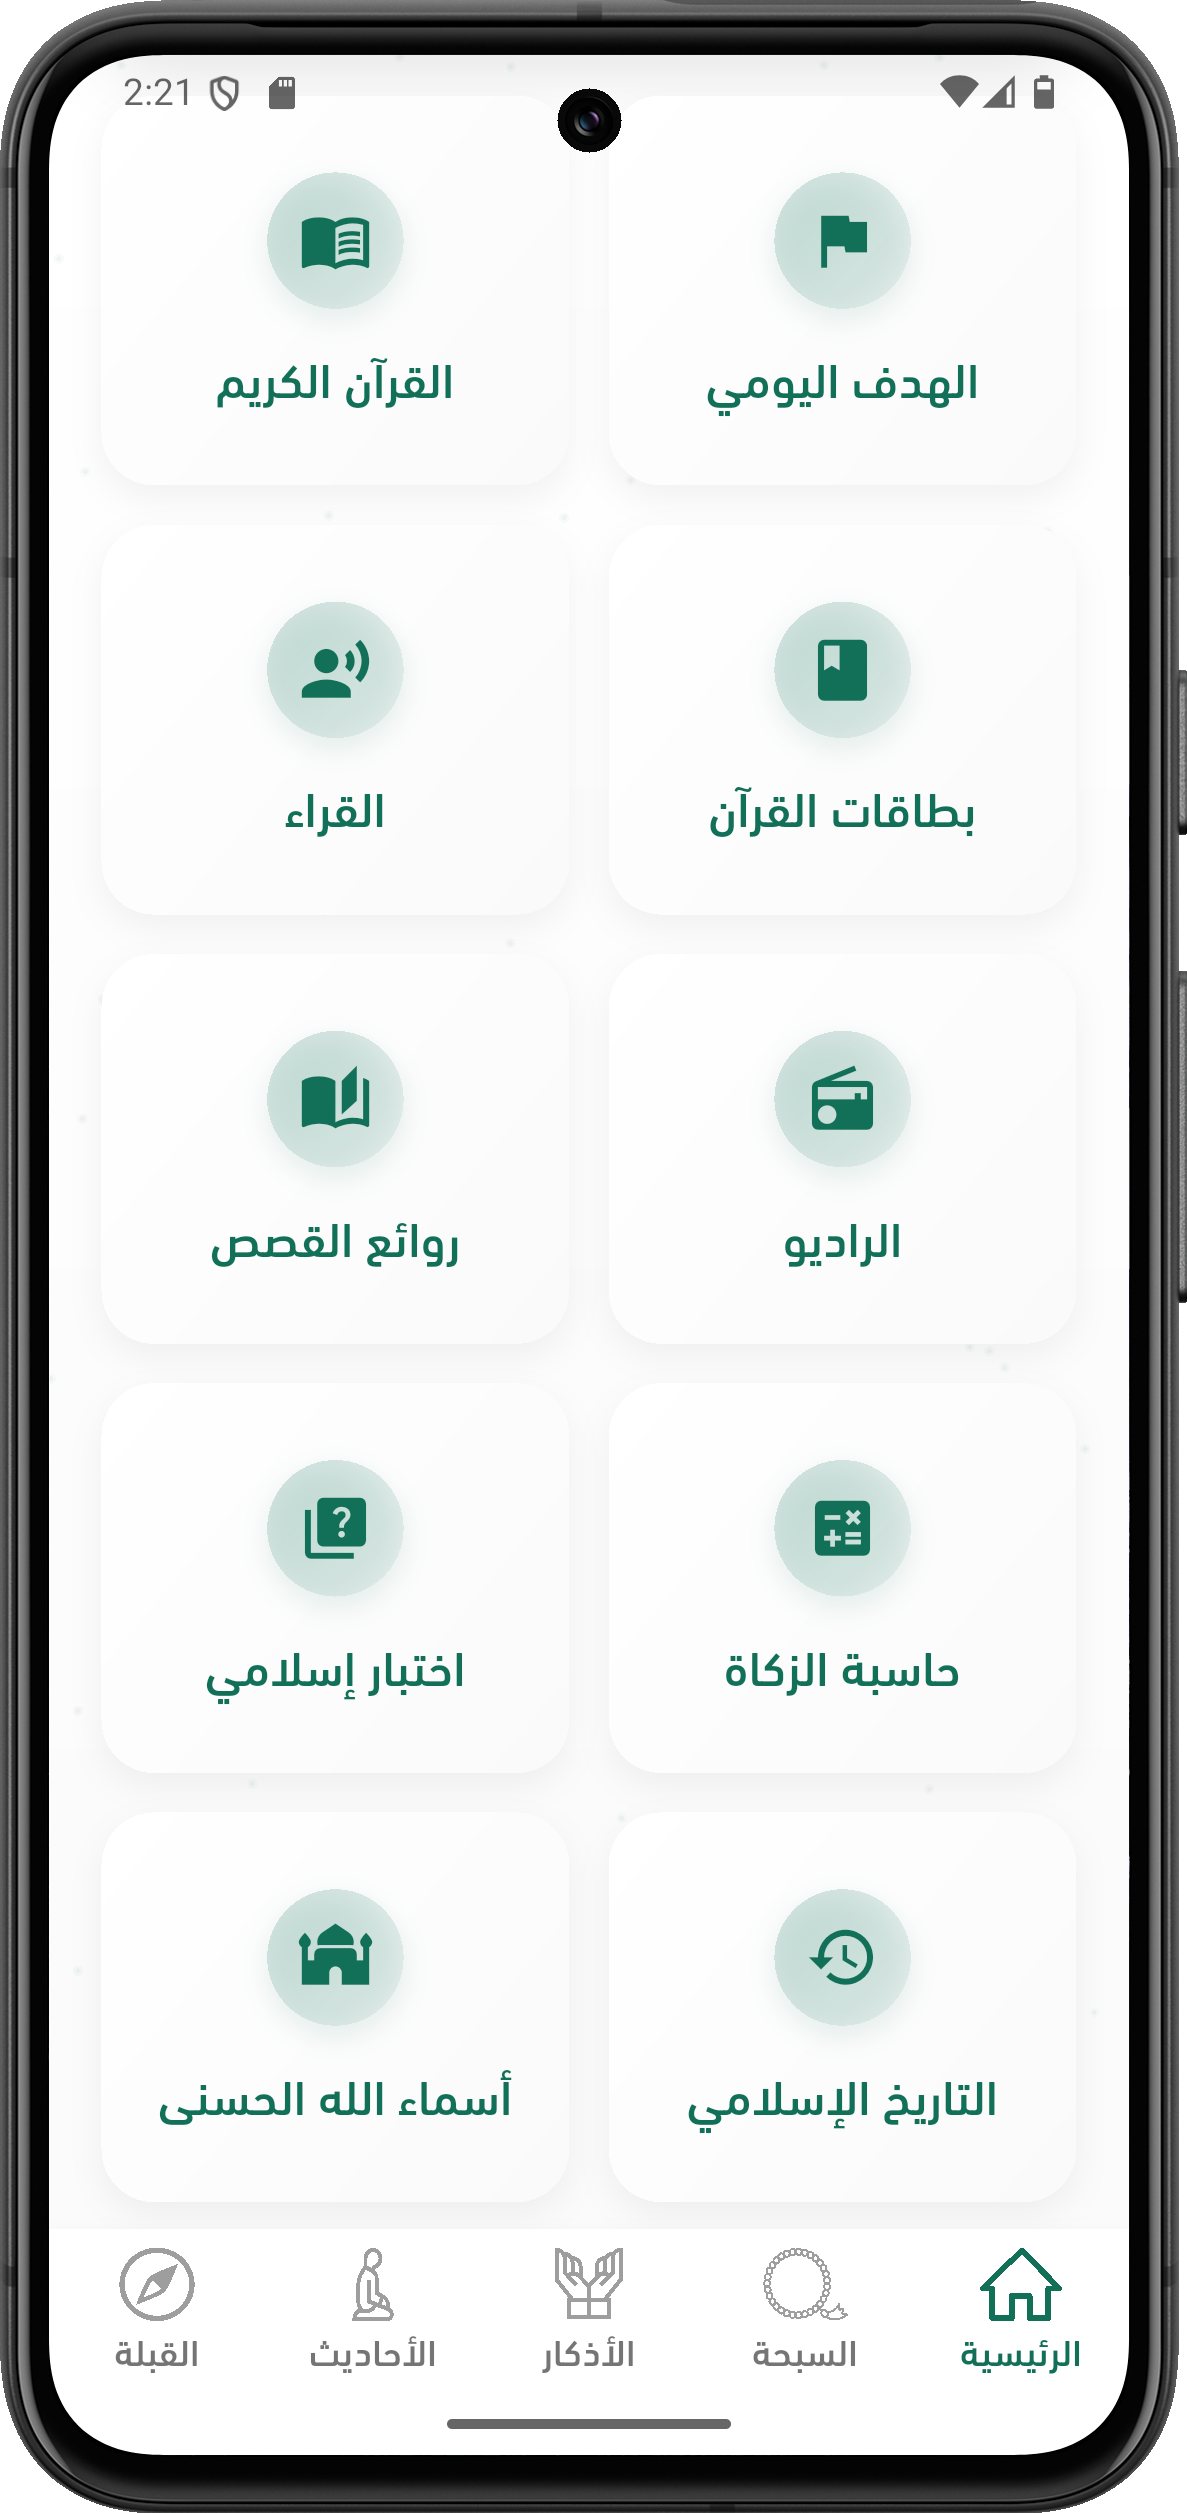 2:21
الهدف اليومي
القرآن الكريم
بطاقات القرآن
القراء
الراديو
روائع القصص
حاسبة الزكاة
اختبار إسلامي
التاريخ الإسلامي
أسماء الله الحسنى
الرئيسية
السبحة
الأذكار
الأحاديث
القبلة